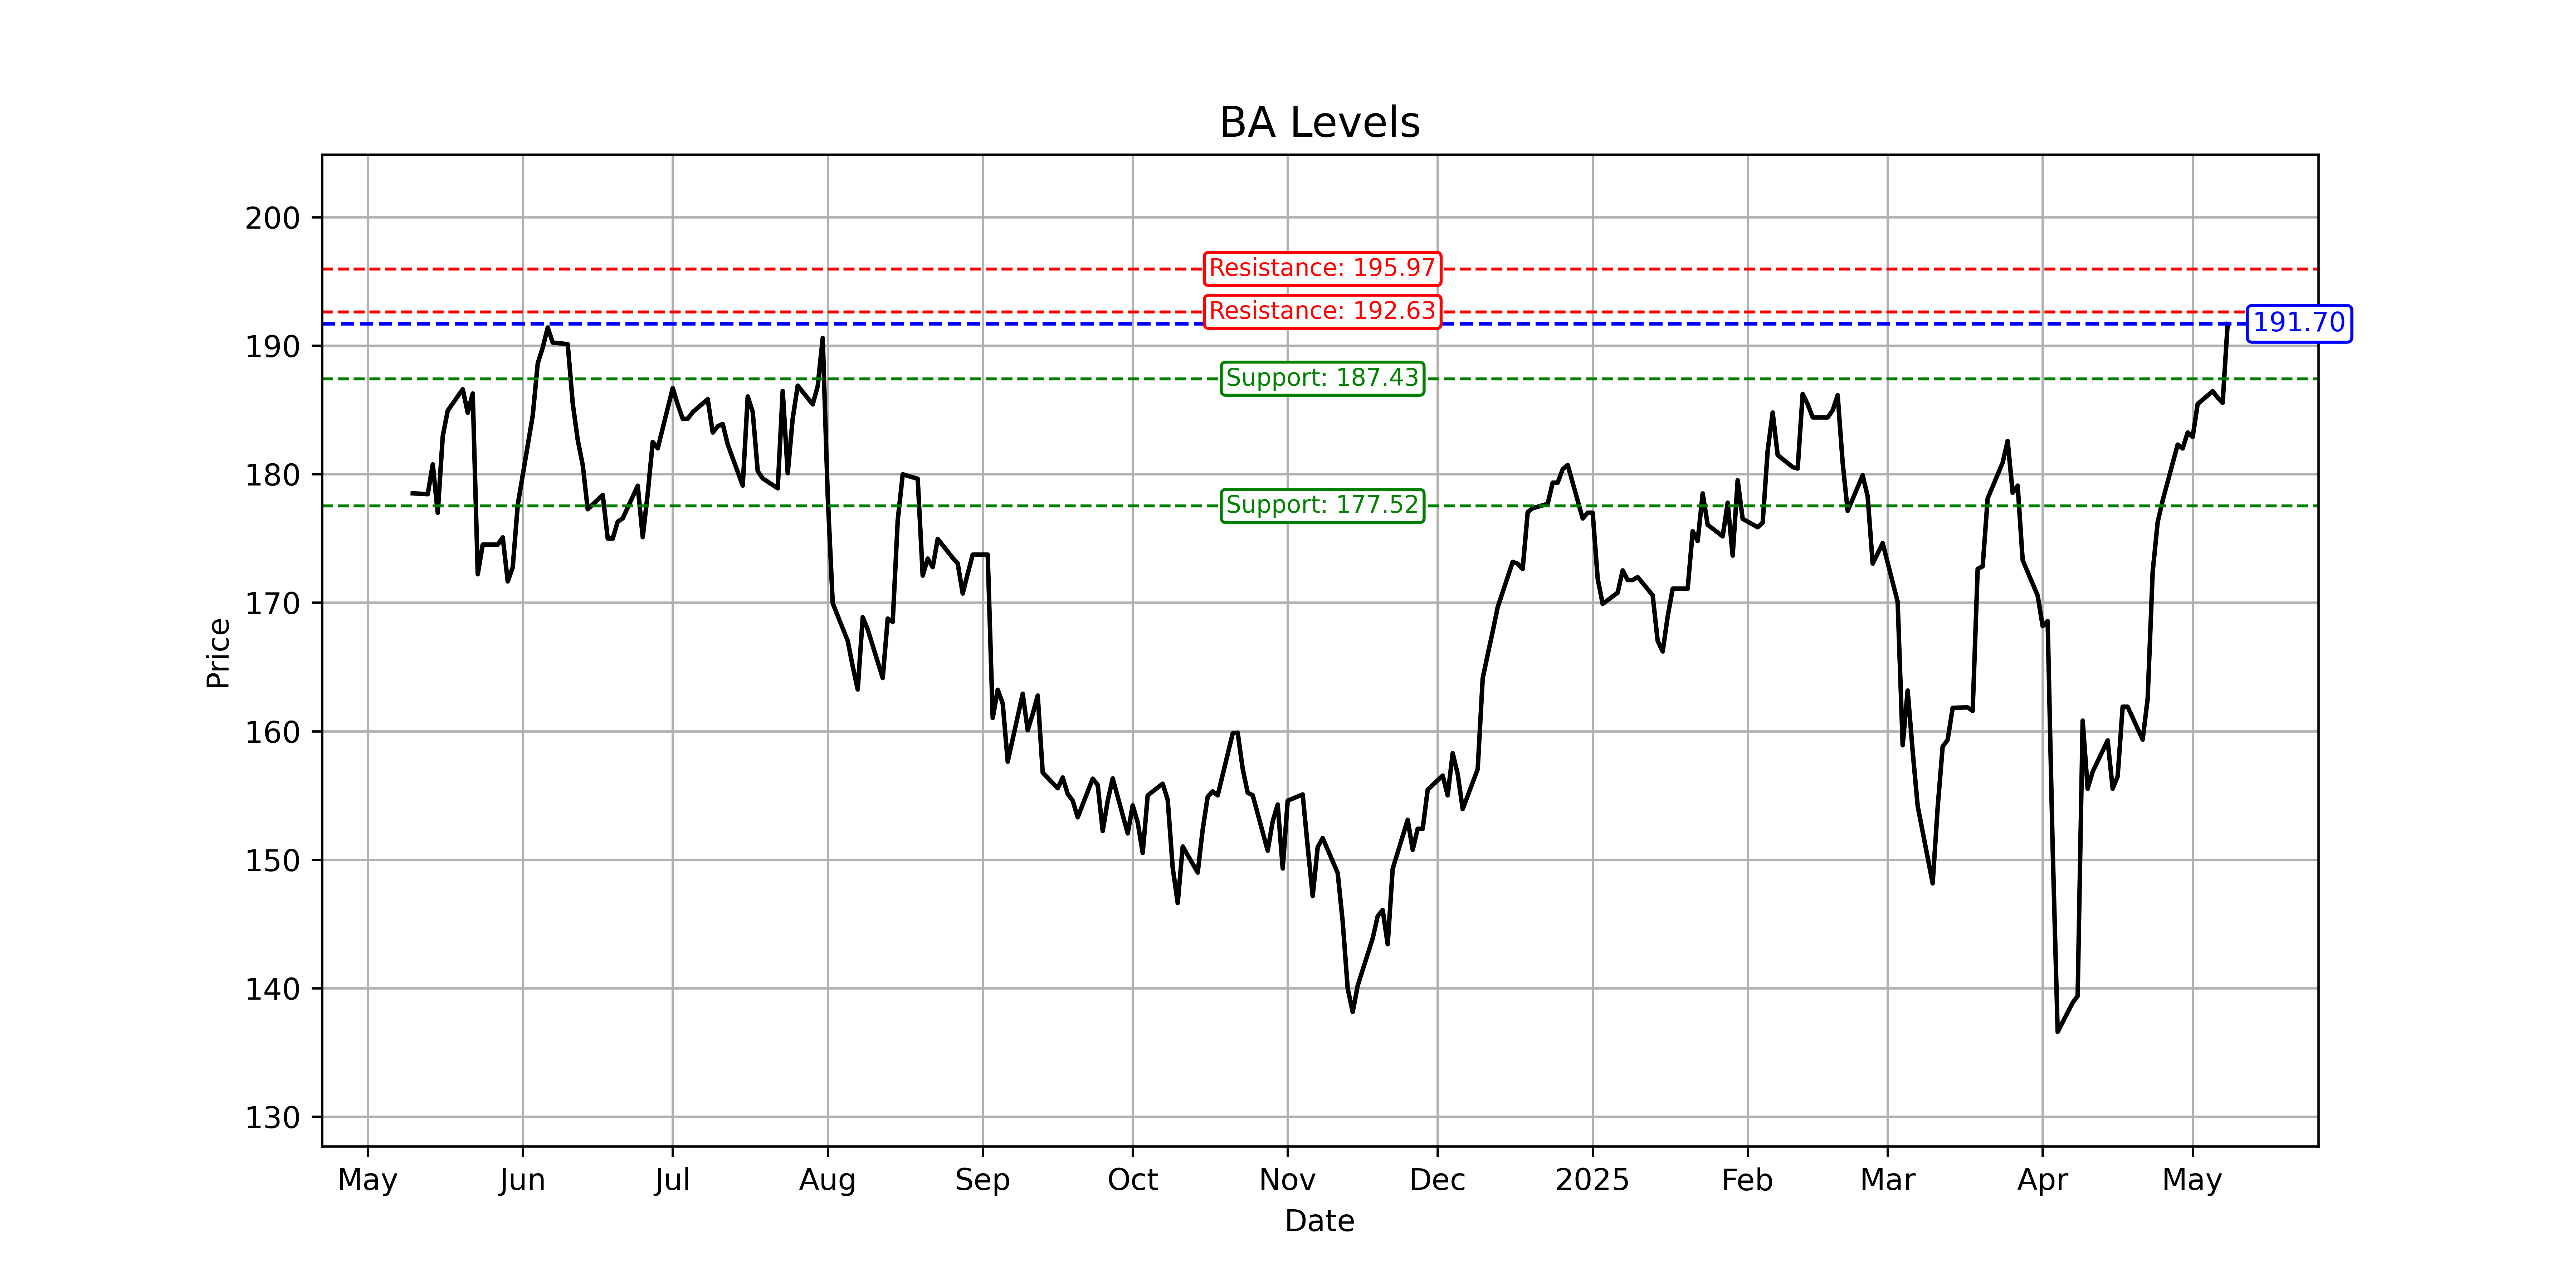 BA Levels
200
190
180
170
160
150
140
130
Price
Resistance: 195.97
Resistance: 192.63
191.70
Support: 187.43
Support: 177.52
May Jun Jul Aug Sep Oct Nov Dec 2025 Feb Mar Apr May
Date